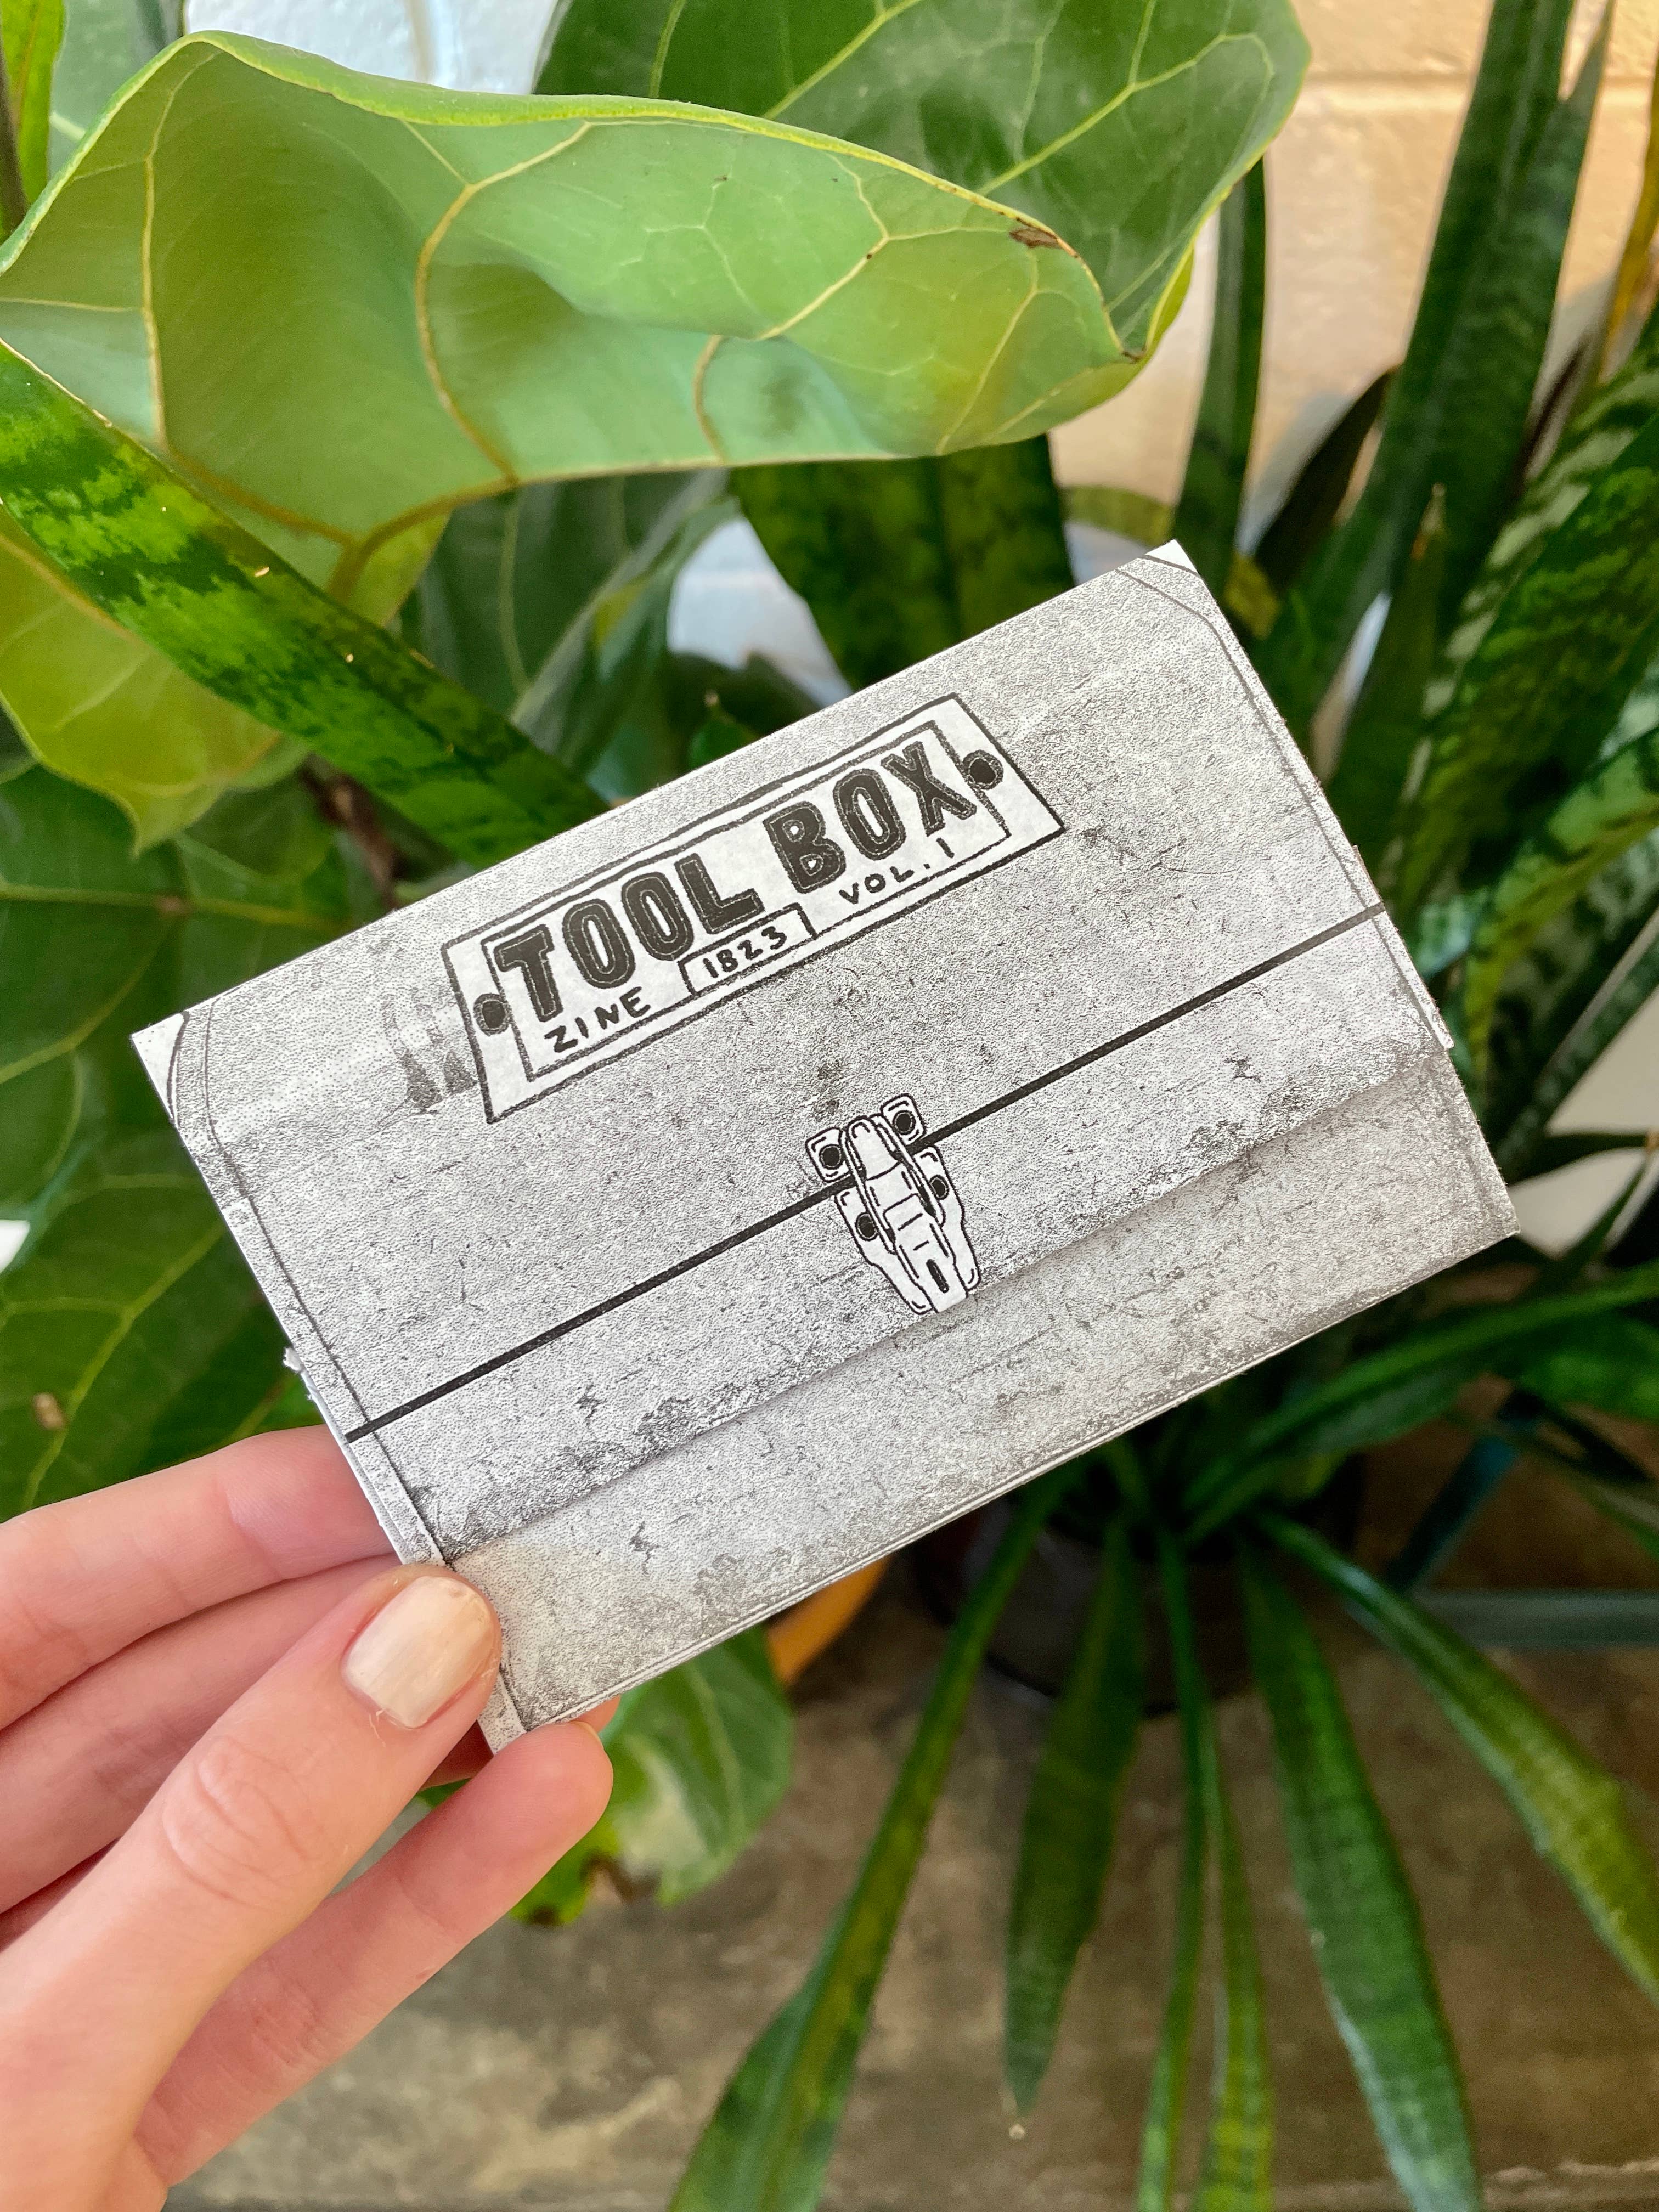 TOOL BOX
ZINE 1823 VOL.1